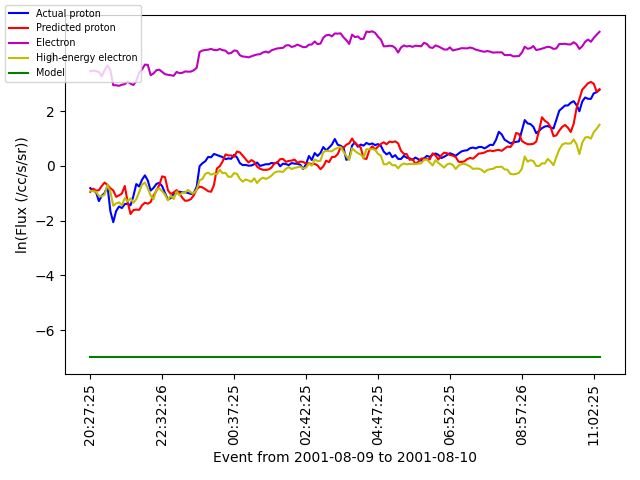 Actual proton
Predicted proton
Electron
High-energy electron
Model
ln(Flux (/cc/s/sr))
2
0
−2
−4
−6
20:27:25
22:32:26
00:37:25
02:42:25
04:47:25
06:52:25
08:57:26
11:02:25
Event from 2001-08-09 to 2001-08-10